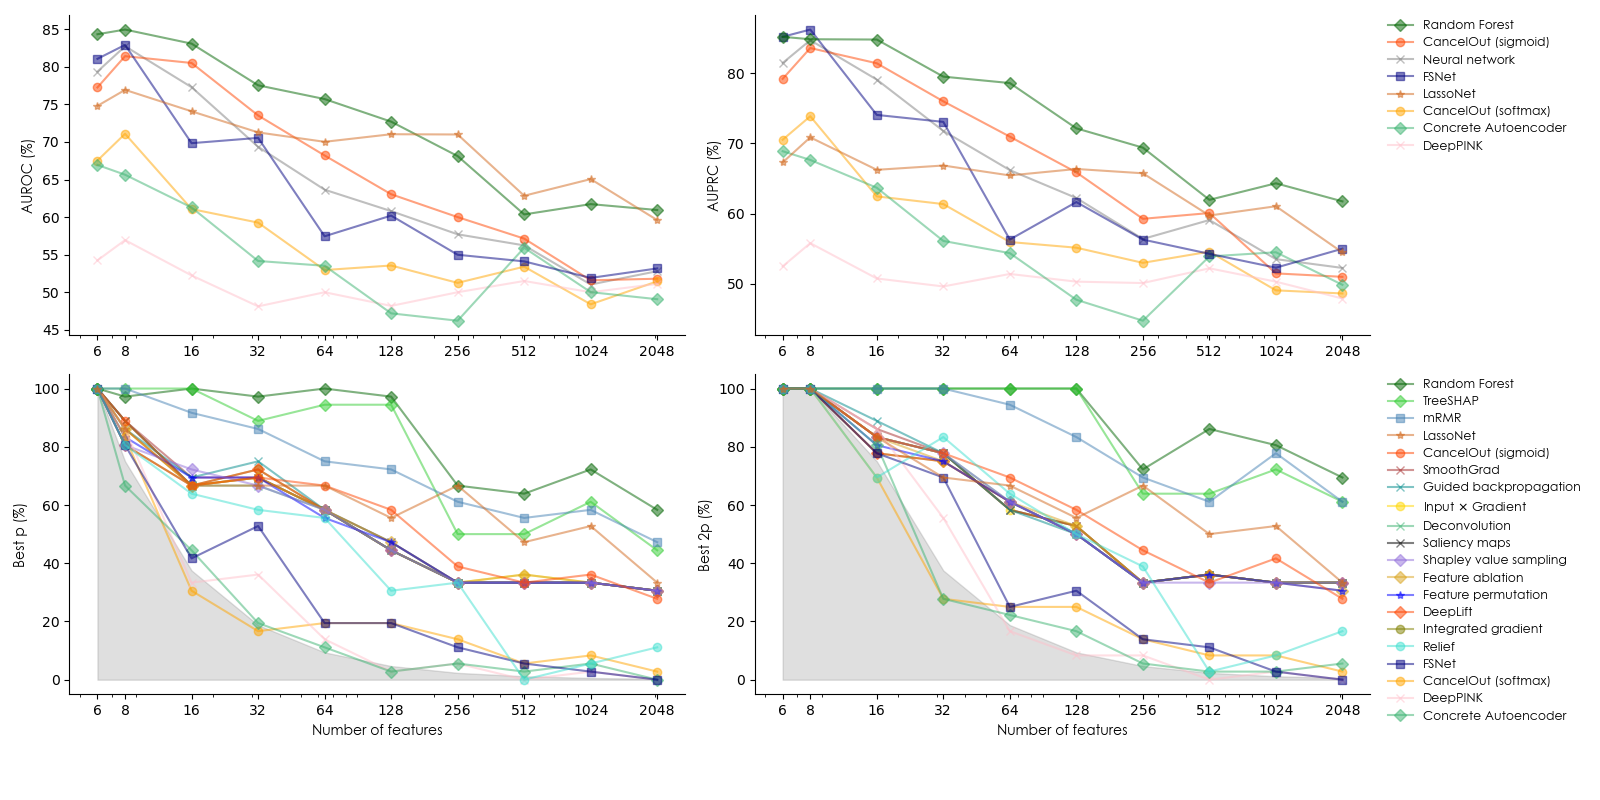 AUROC (%)
85
80
75
70
65
60
55
50
45
6 8 16 32 64 128 256 512 1024 2048
AUPRC (%)
80
70
60
50
6 8 16 32 64 128 256 512 1024 2048
Random Forest
CancelOut (sigmoid)
Neural network
FSNet
LassoNet
CancelOut (softmax)
Concrete Autoencoder
DeepPINK
Best p (%)
100
80
60
40
20
0
6 8 16 32 64 128 256 512 1024 2048
Number of features
Best 2p (%)
100
80
60
40
20
0
6 8 16 32 64 128 256 512 1024 2048
Number of features
Random Forest
TreeSHAP
mRMR
LassoNet
CancelOut (sigmoid)
SmoothGrad
Guided backpropagation
Input × Gradient
Deconvolution
Saliency maps
Shapley value sampling
Feature ablation
Feature permutation
DeepLift
Integrated gradient
Relief
FSNet
CancelOut (softmax)
DeepPINK
Concrete Autoencoder